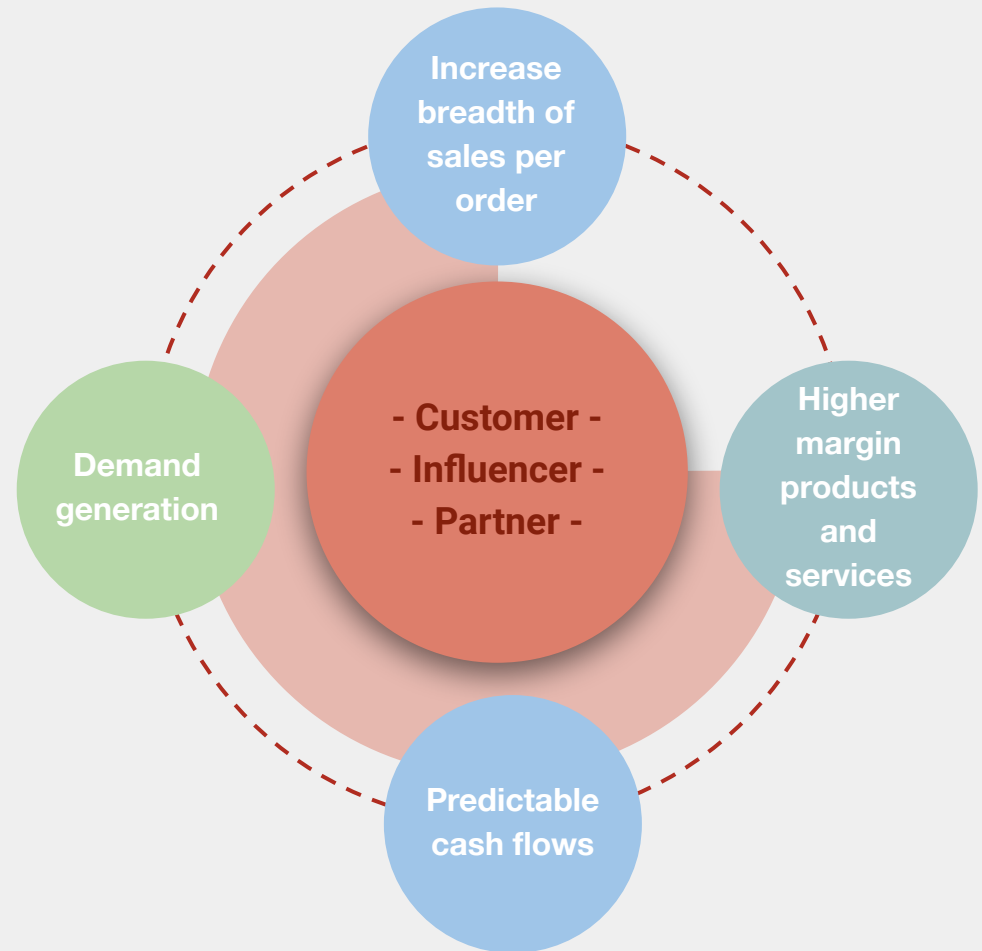 Increase
breadth of
sales per
order
Demand
generation
- Customer -
- Influencer -
- Partner -
Higher
margin
products
and
services
Predictable
cash flows